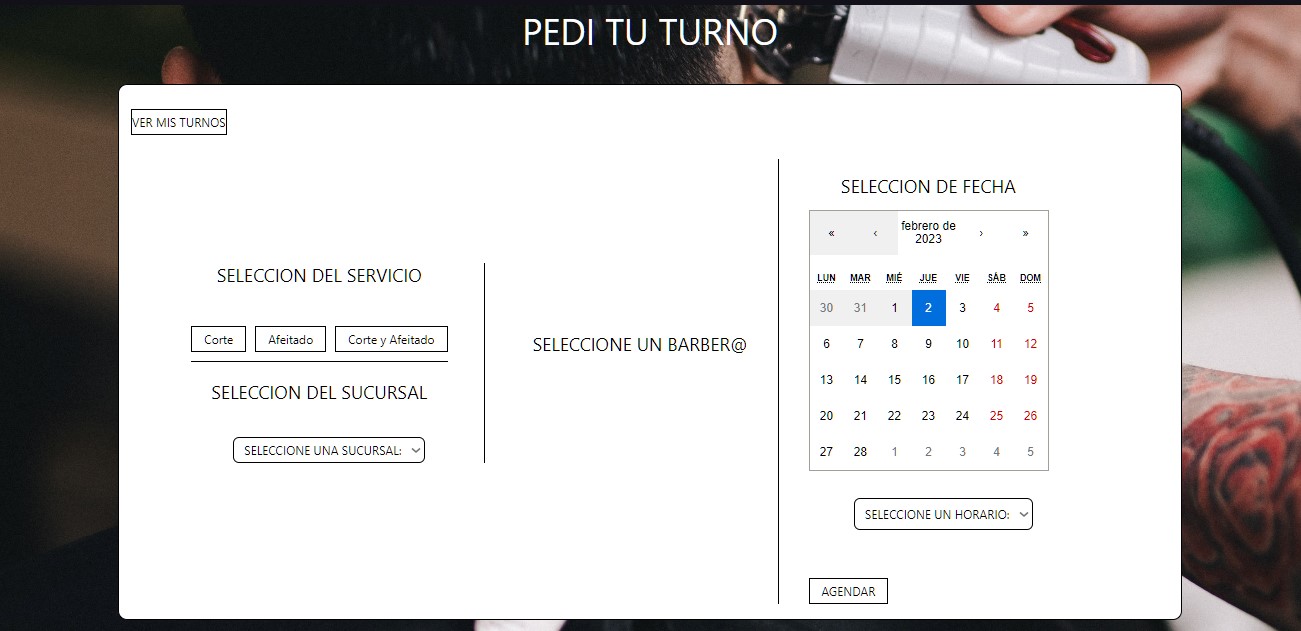 PEDI TU TURNO
VER MIS TURNOS
SELECCION DEL SERVICIO
Corte Afeitado Corte y Afeitado
SELECCION DEL SUCURSAL
SELECCIONE UNA SUCURSAL:
SELECCIONE UN BARBER@
SELECCION DE FECHA
« ‹ febrero de 2023 › »
LUN MAR MIÉ JUE VIE SÁB DOM
30 31 1 2 3 4 5
6 7 8 9 10 11 12
13 14 15 16 17 18 19
20 21 22 23 24 25 26
27 28 1 2 3 4 5
SELECCIONE UN HORARIO:
AGENDAR